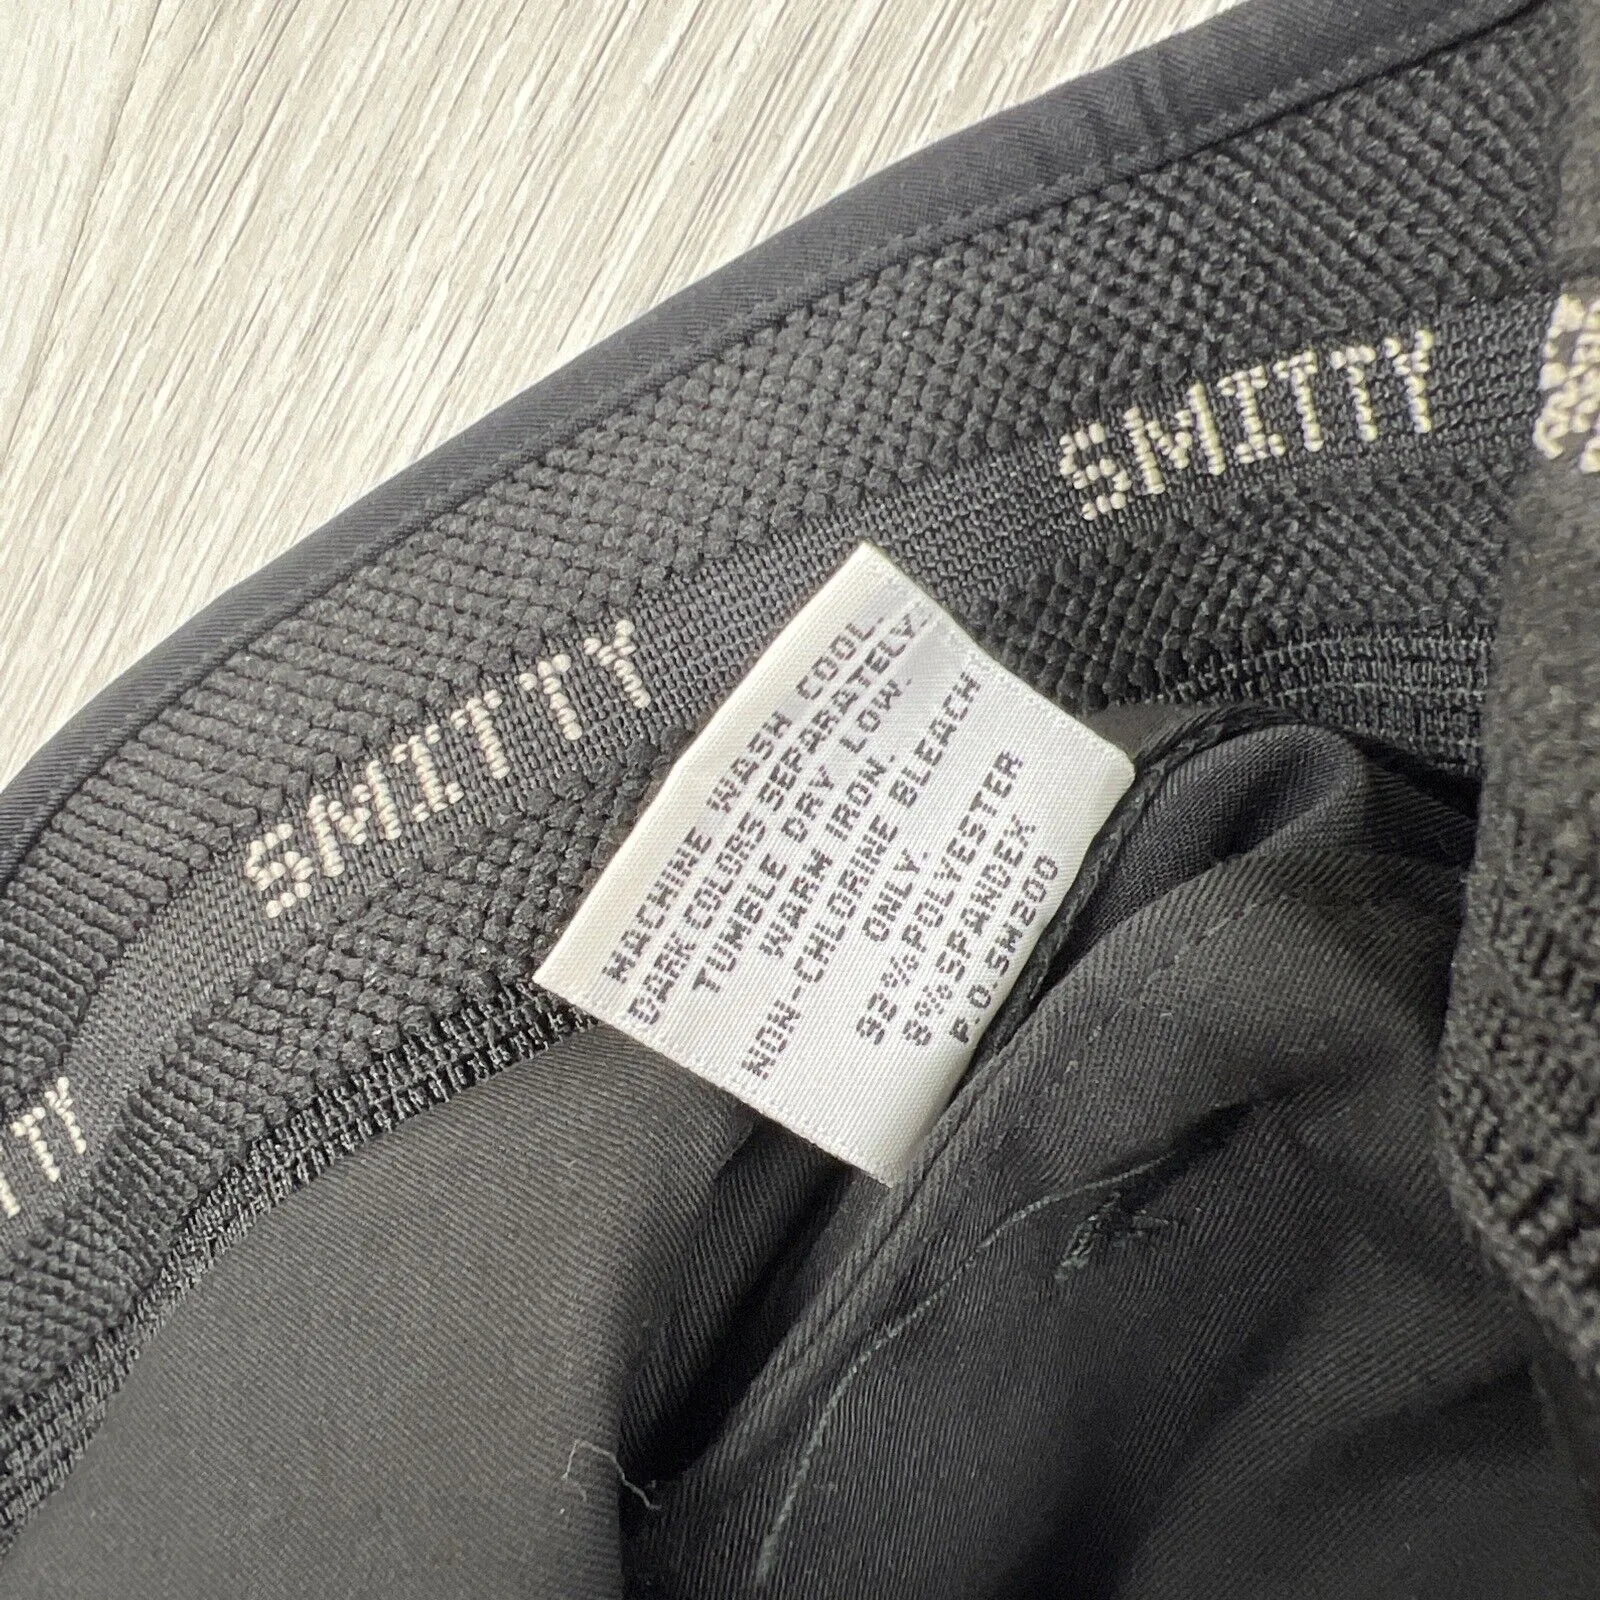 SMITTY
SMITTY
TY
MACHINE WASH COOL
DARK COLORS SEPARATELY.
TUMBLE DRY LOW.
WARM IRON.
NON-CHLORINE BLEACH
ONLY.
92%POLYESTER
8%SPANDEX
P.O.SM200